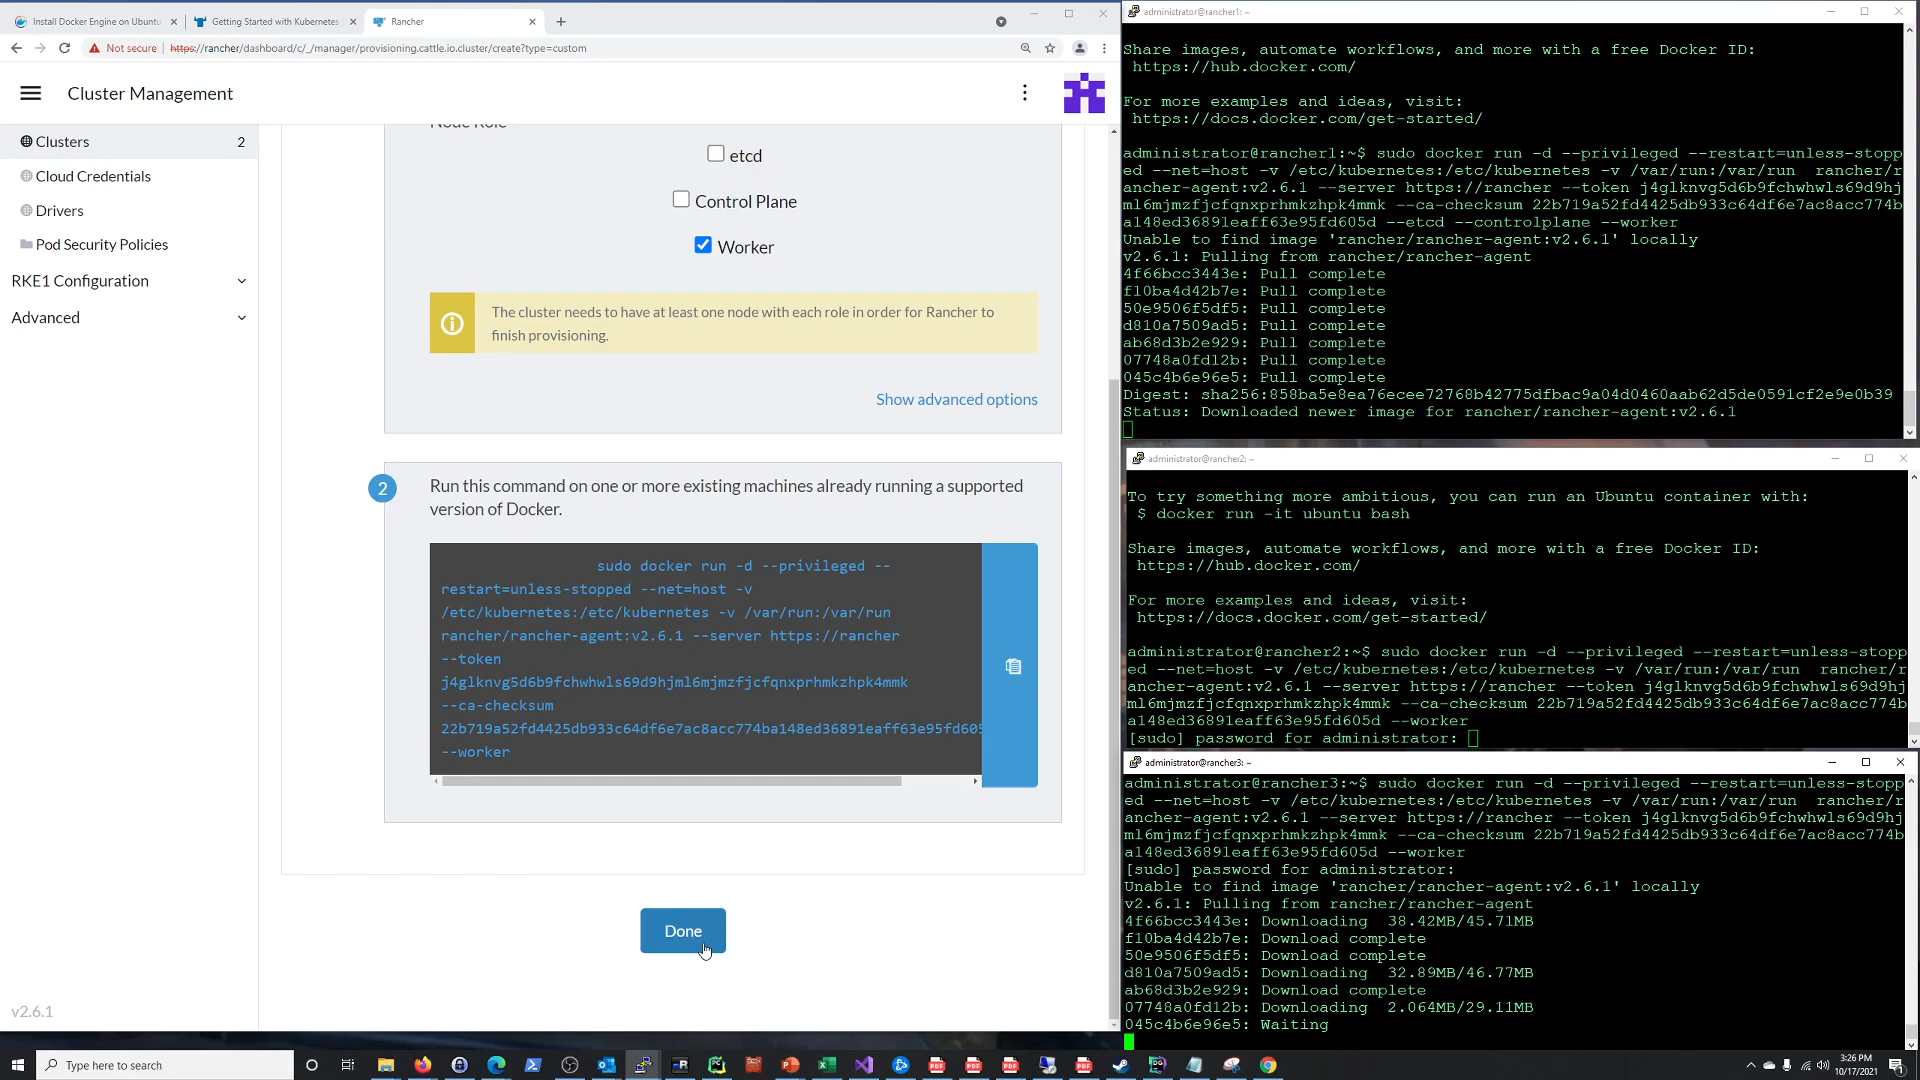 Install Docker Engine on Ubuntu
Getting Started with Kubernetes
Rancher
Not secure
https://rancher/dashboard/c/_/manager/provisioning.cattle.io.cluster/create?type=custom
Cluster Management
Clusters 2
Cloud Credentials
Drivers
Pod Security Policies
RKE1 Configuration
Advanced
v2.6.1
Node Role
etcd
Control Plane
Worker
The cluster needs to have at least one node with each role in order for Rancher to
finish provisioning.
Show advanced options
2
Run this command on one or more existing machines already running a supported
version of Docker.
sudo docker run -d --privileged --
restart=unless-stopped --net=host -v
/etc/kubernetes:/etc/kubernetes -v /var/run:/var/run
rancher/rancher-agent:v2.6.1 --server https://rancher
--token
j4glknvg5d6b9fchwhwls69d9hjml6mjmzfjcfqnxprhmkzhpk4mmk
--ca-checksum
22b719a52fd4425db933c64df6e7ac8acc774ba148ed36891eaff63e95fd605
--worker
Done
administrator@rancher1: ~
Share images, automate workflows, and more with a free Docker ID:
https://hub.docker.com/
For more examples and ideas, visit:
https://docs.docker.com/get-started/
administrator@rancher1:~$ sudo docker run -d --privileged --restart=unless-stopp
ed --net=host -v /etc/kubernetes:/etc/kubernetes -v /var/run:/var/run  rancher/r
ancher-agent:v2.6.1 --server https://rancher --token j4glknvg5d6b9fchwhwls69d9hj
ml6mjmzfjcfqnxprhmkzhpk4mmk --ca-checksum 22b719a52fd4425db933c64df6e7ac8acc774b
a148ed36891eaff63e95fd605d --etcd --controlplane --worker
Unable to find image 'rancher/rancher-agent:v2.6.1' locally
v2.6.1: Pulling from rancher/rancher-agent
4f66bcc3443e: Pull complete
f10ba4d42b7e: Pull complete
50e9506f5df5: Pull complete
d810a7509ad5: Pull complete
ab68d3b2e929: Pull complete
07748a0fd12b: Pull complete
045c4b6e96e5: Pull complete
Digest: sha256:858ba5e8ea76ecee72768b42775dfbac9a04d0460aab62d5de0591cf2e9e0b39
Status: Downloaded newer image for rancher/rancher-agent:v2.6.1
administrator@rancher2: ~
To try something more ambitious, you can run an Ubuntu container with:
$ docker run -it ubuntu bash
Share images, automate workflows, and more with a free Docker ID:
https://hub.docker.com/
For more examples and ideas, visit:
https://docs.docker.com/get-started/
administrator@rancher2:~$ sudo docker run -d --privileged --restart=unless-stopp
ed --net=host -v /etc/kubernetes:/etc/kubernetes -v /var/run:/var/run  rancher/r
ancher-agent:v2.6.1 --server https://rancher --token j4glknvg5d6b9fchwhwls69d9hj
ml6mjmzfjcfqnxprhmkzhpk4mmk --ca-checksum 22b719a52fd4425db933c64df6e7ac8acc774b
a148ed36891eaff63e95fd605d --worker
[sudo] password for administrator:
administrator@rancher3: ~
administrator@rancher3:~$ sudo docker run -d --privileged --restart=unless-stopp
ed --net=host -v /etc/kubernetes:/etc/kubernetes -v /var/run:/var/run  rancher/r
ancher-agent:v2.6.1 --server https://rancher --token j4glknvg5d6b9fchwhwls69d9hj
ml6mjmzfjcfqnxprhmkzhpk4mmk --ca-checksum 22b719a52fd4425db933c64df6e7ac8acc774b
a148ed36891eaff63e95fd605d --worker
[sudo] password for administrator:
Unable to find image 'rancher/rancher-agent:v2.6.1' locally
v2.6.1: Pulling from rancher/rancher-agent
4f66bcc3443e: Downloading  38.42MB/45.71MB
f10ba4d42b7e: Download complete
50e9506f5df5: Download complete
d810a7509ad5: Downloading  32.89MB/46.77MB
ab68d3b2e929: Download complete
07748a0fd12b: Downloading  2.064MB/29.11MB
045c4b6e96e5: Waiting
Type here to search
3:26 PM
10/17/2021